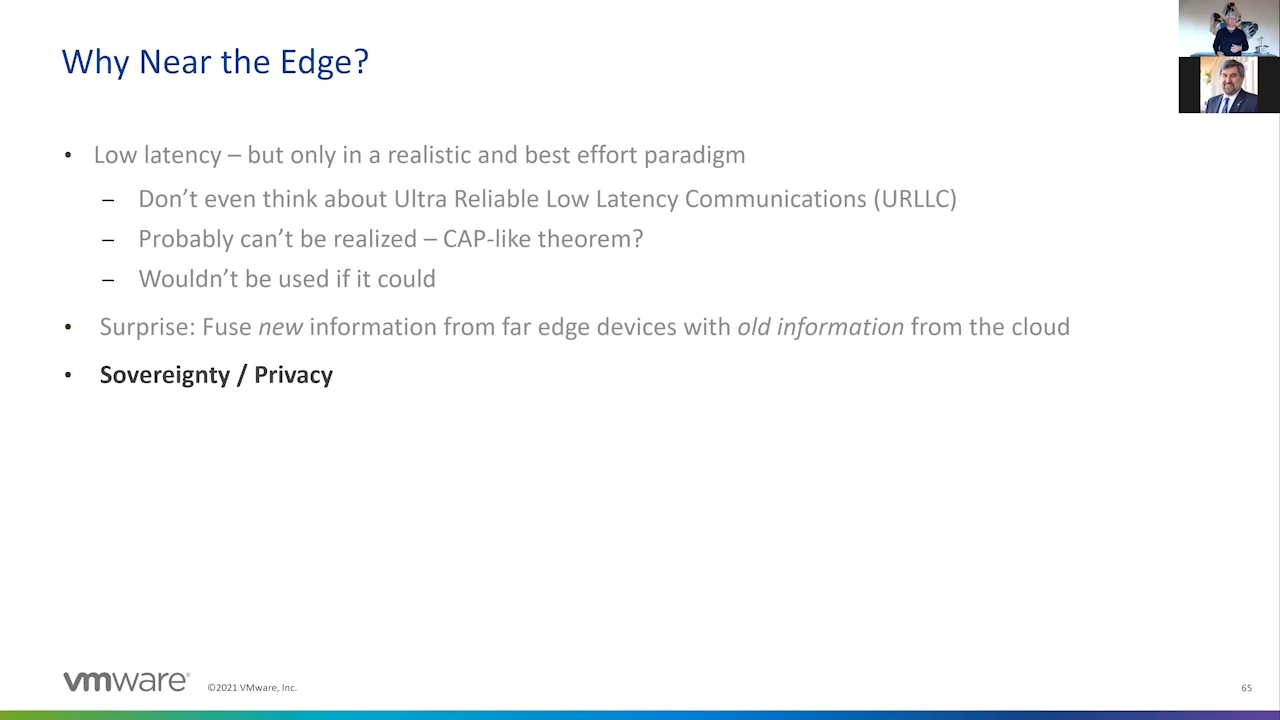 Why Near the Edge?
• Low latency – but only in a realistic and best effort paradigm
– Don’t even think about Ultra Reliable Low Latency Communications (URLLC)
– Probably can’t be realized – CAP-like theorem?
– Wouldn’t be used if it could
• Surprise: Fuse new information from far edge devices with old information from the cloud
• Sovereignty / Privacy
vmware® ©2021 VMware, Inc. 65